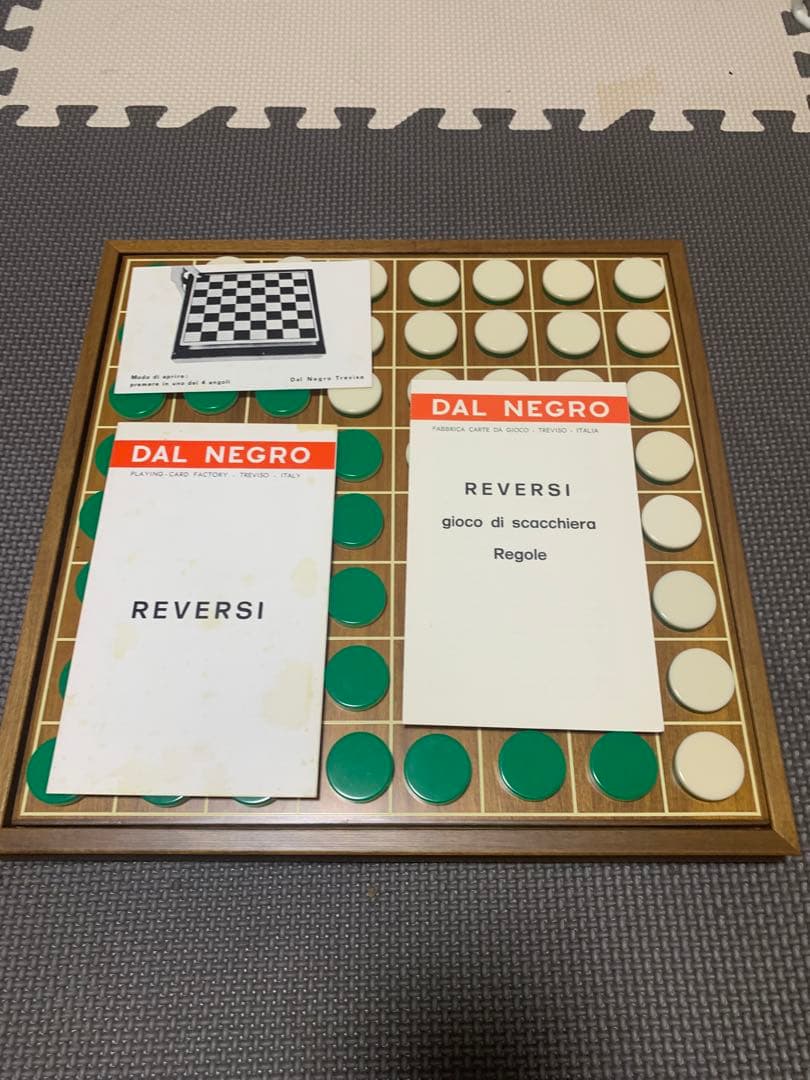 Modo di aprire:
premere in uno dei 4 angoli
Dal Negro Treviso
DAL NEGRO
PLAYING-CARD FACTORY - TREVISO - ITALY
REVERSI
DAL NEGRO
FABBRICA CARTE DA GIOCO - TREVISO - ITALIA
REVERSI
gioco di scacchiera
Regole